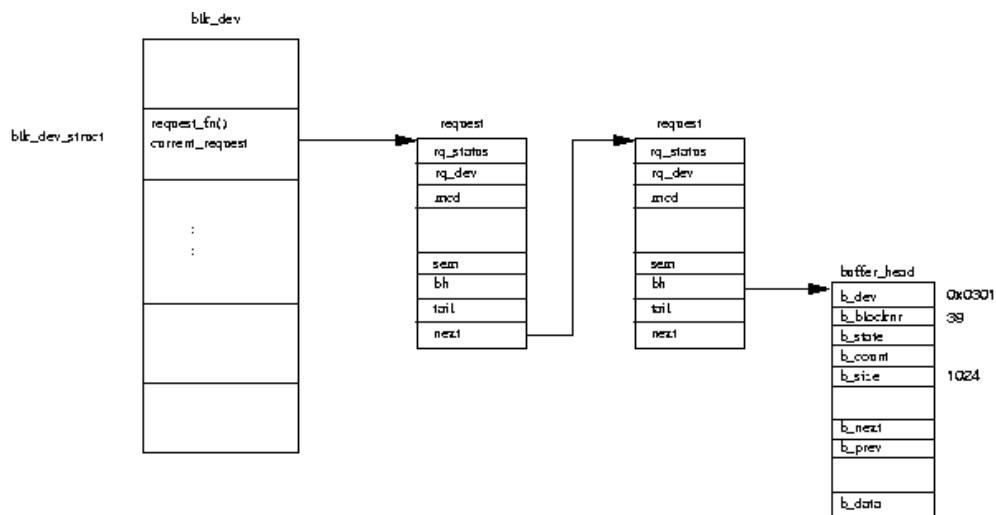 blk_dev
blk_dev_struct
request_fn()
current_request
:
:
request
rq_status
rq_dev
mcd
sem
bh
tail
next
request
rq_status
rq_dev
mcd
sem
bh
tail
next
buffer_head
b_dev 0x0301
b_blocknr 39
b_state
b_count
b_size 1024
b_next
b_prev
b_data